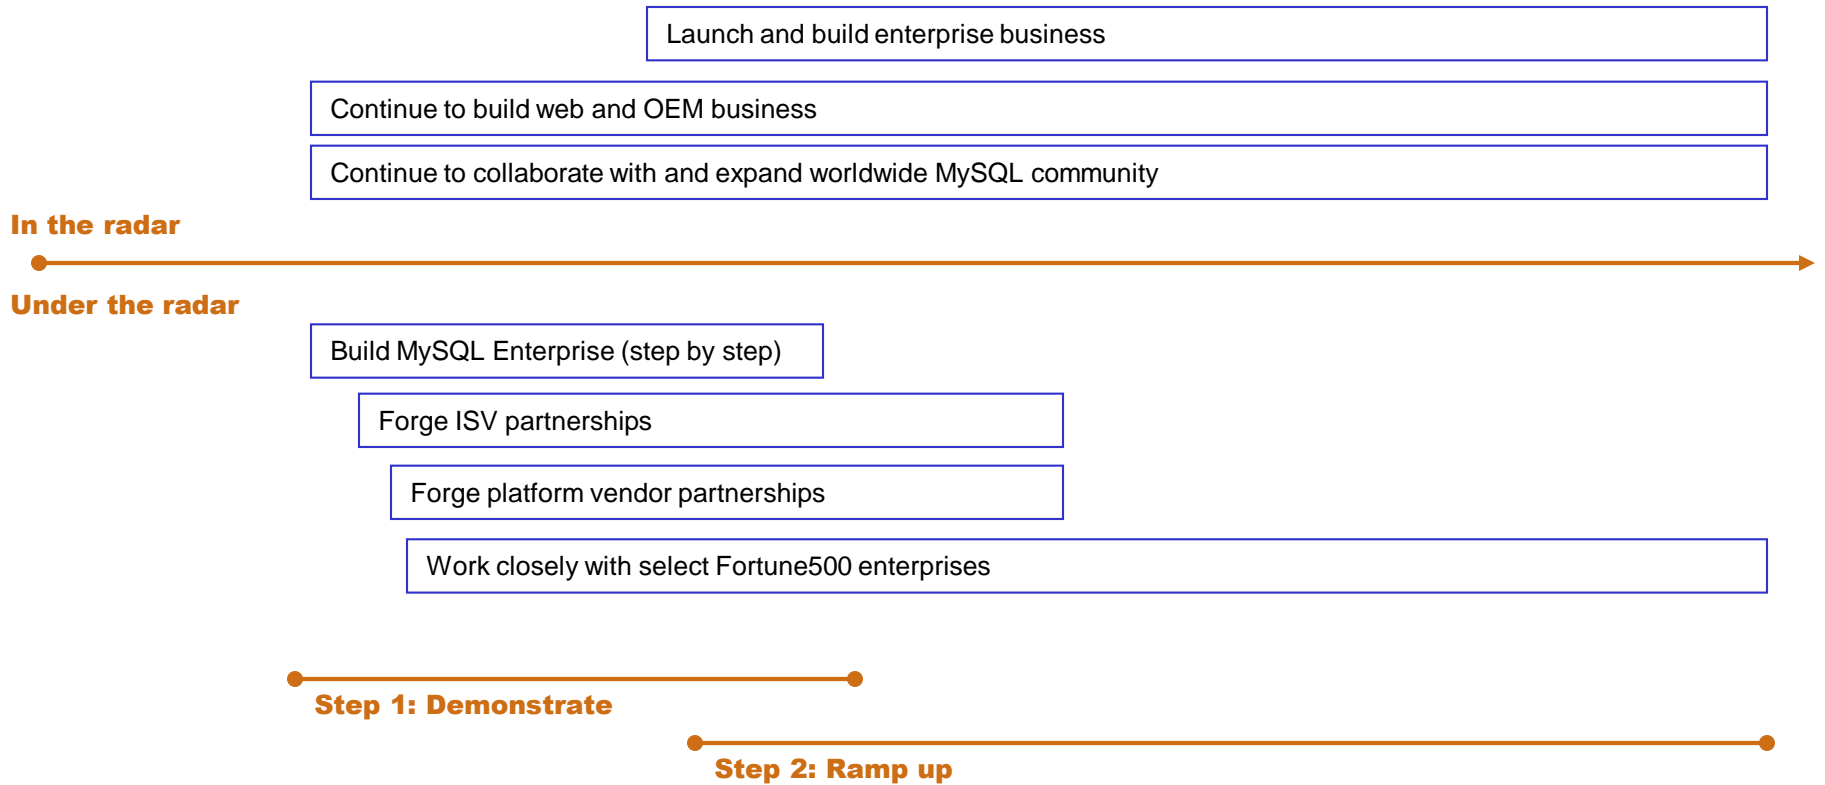 Launch and build enterprise business
Continue to build web and OEM business
Continue to collaborate with and expand worldwide MySQL community
In the radar
Under the radar
Build MySQL Enterprise (step by step)
Forge ISV partnerships
Forge platform vendor partnerships
Work closely with select Fortune500 enterprises
Step 1: Demonstrate
Step 2: Ramp up